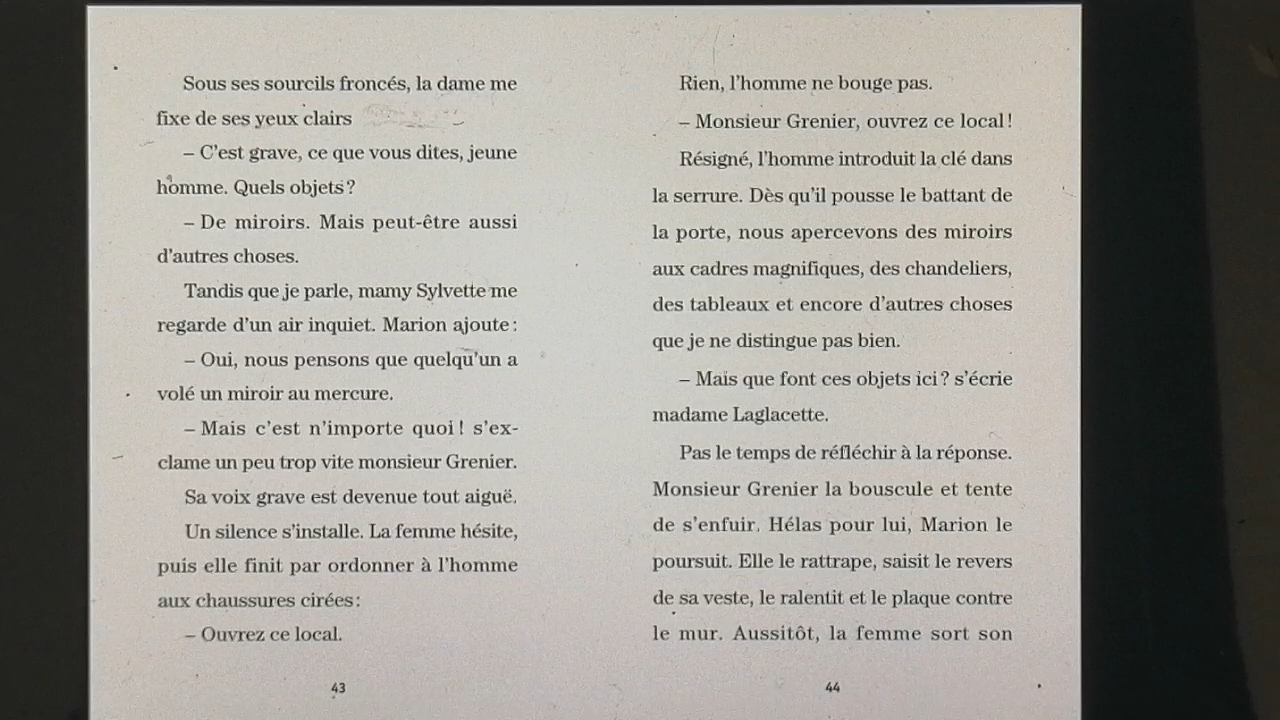 Sous ses sourcils froncés, la dame me
fixe de ses yeux clairs
– C'est grave, ce que vous dites, jeune
homme. Quels objets ?
– De miroirs. Mais peut-être aussi
d'autres choses.
Tandis que je parle, mamy Sylvette me
regarde d'un air inquiet. Marion ajoute :
– Oui, nous pensons que quelqu'un a
volé un miroir au mercure.
– Mais c'est n'importe quoi ! s'ex-
clame un peu trop vite monsieur Grenier.
Sa voix grave est devenue tout aiguë.
Un silence s'installe. La femme hésite,
puis elle finit par ordonner à l'homme
aux chaussures cirées :
– Ouvrez ce local.
43
Rien, l'homme ne bouge pas.
– Monsieur Grenier, ouvrez ce local !
Résigné, l'homme introduit la clé dans
la serrure. Dès qu'il pousse le battant de
la porte, nous apercevons des miroirs
aux cadres magnifiques, des chandeliers,
des tableaux et encore d'autres choses
que je ne distingue pas bien.
– Mais que font ces objets ici ? s'écrie
madame Laglacette.
Pas le temps de réfléchir à la réponse.
Monsieur Grenier la bouscule et tente
de s'enfuir. Hélas pour lui, Marion le
poursuit. Elle le rattrape, saisit le revers
de sa veste, le ralentit et le plaque contre
le mur. Aussitôt, la femme sort son
44